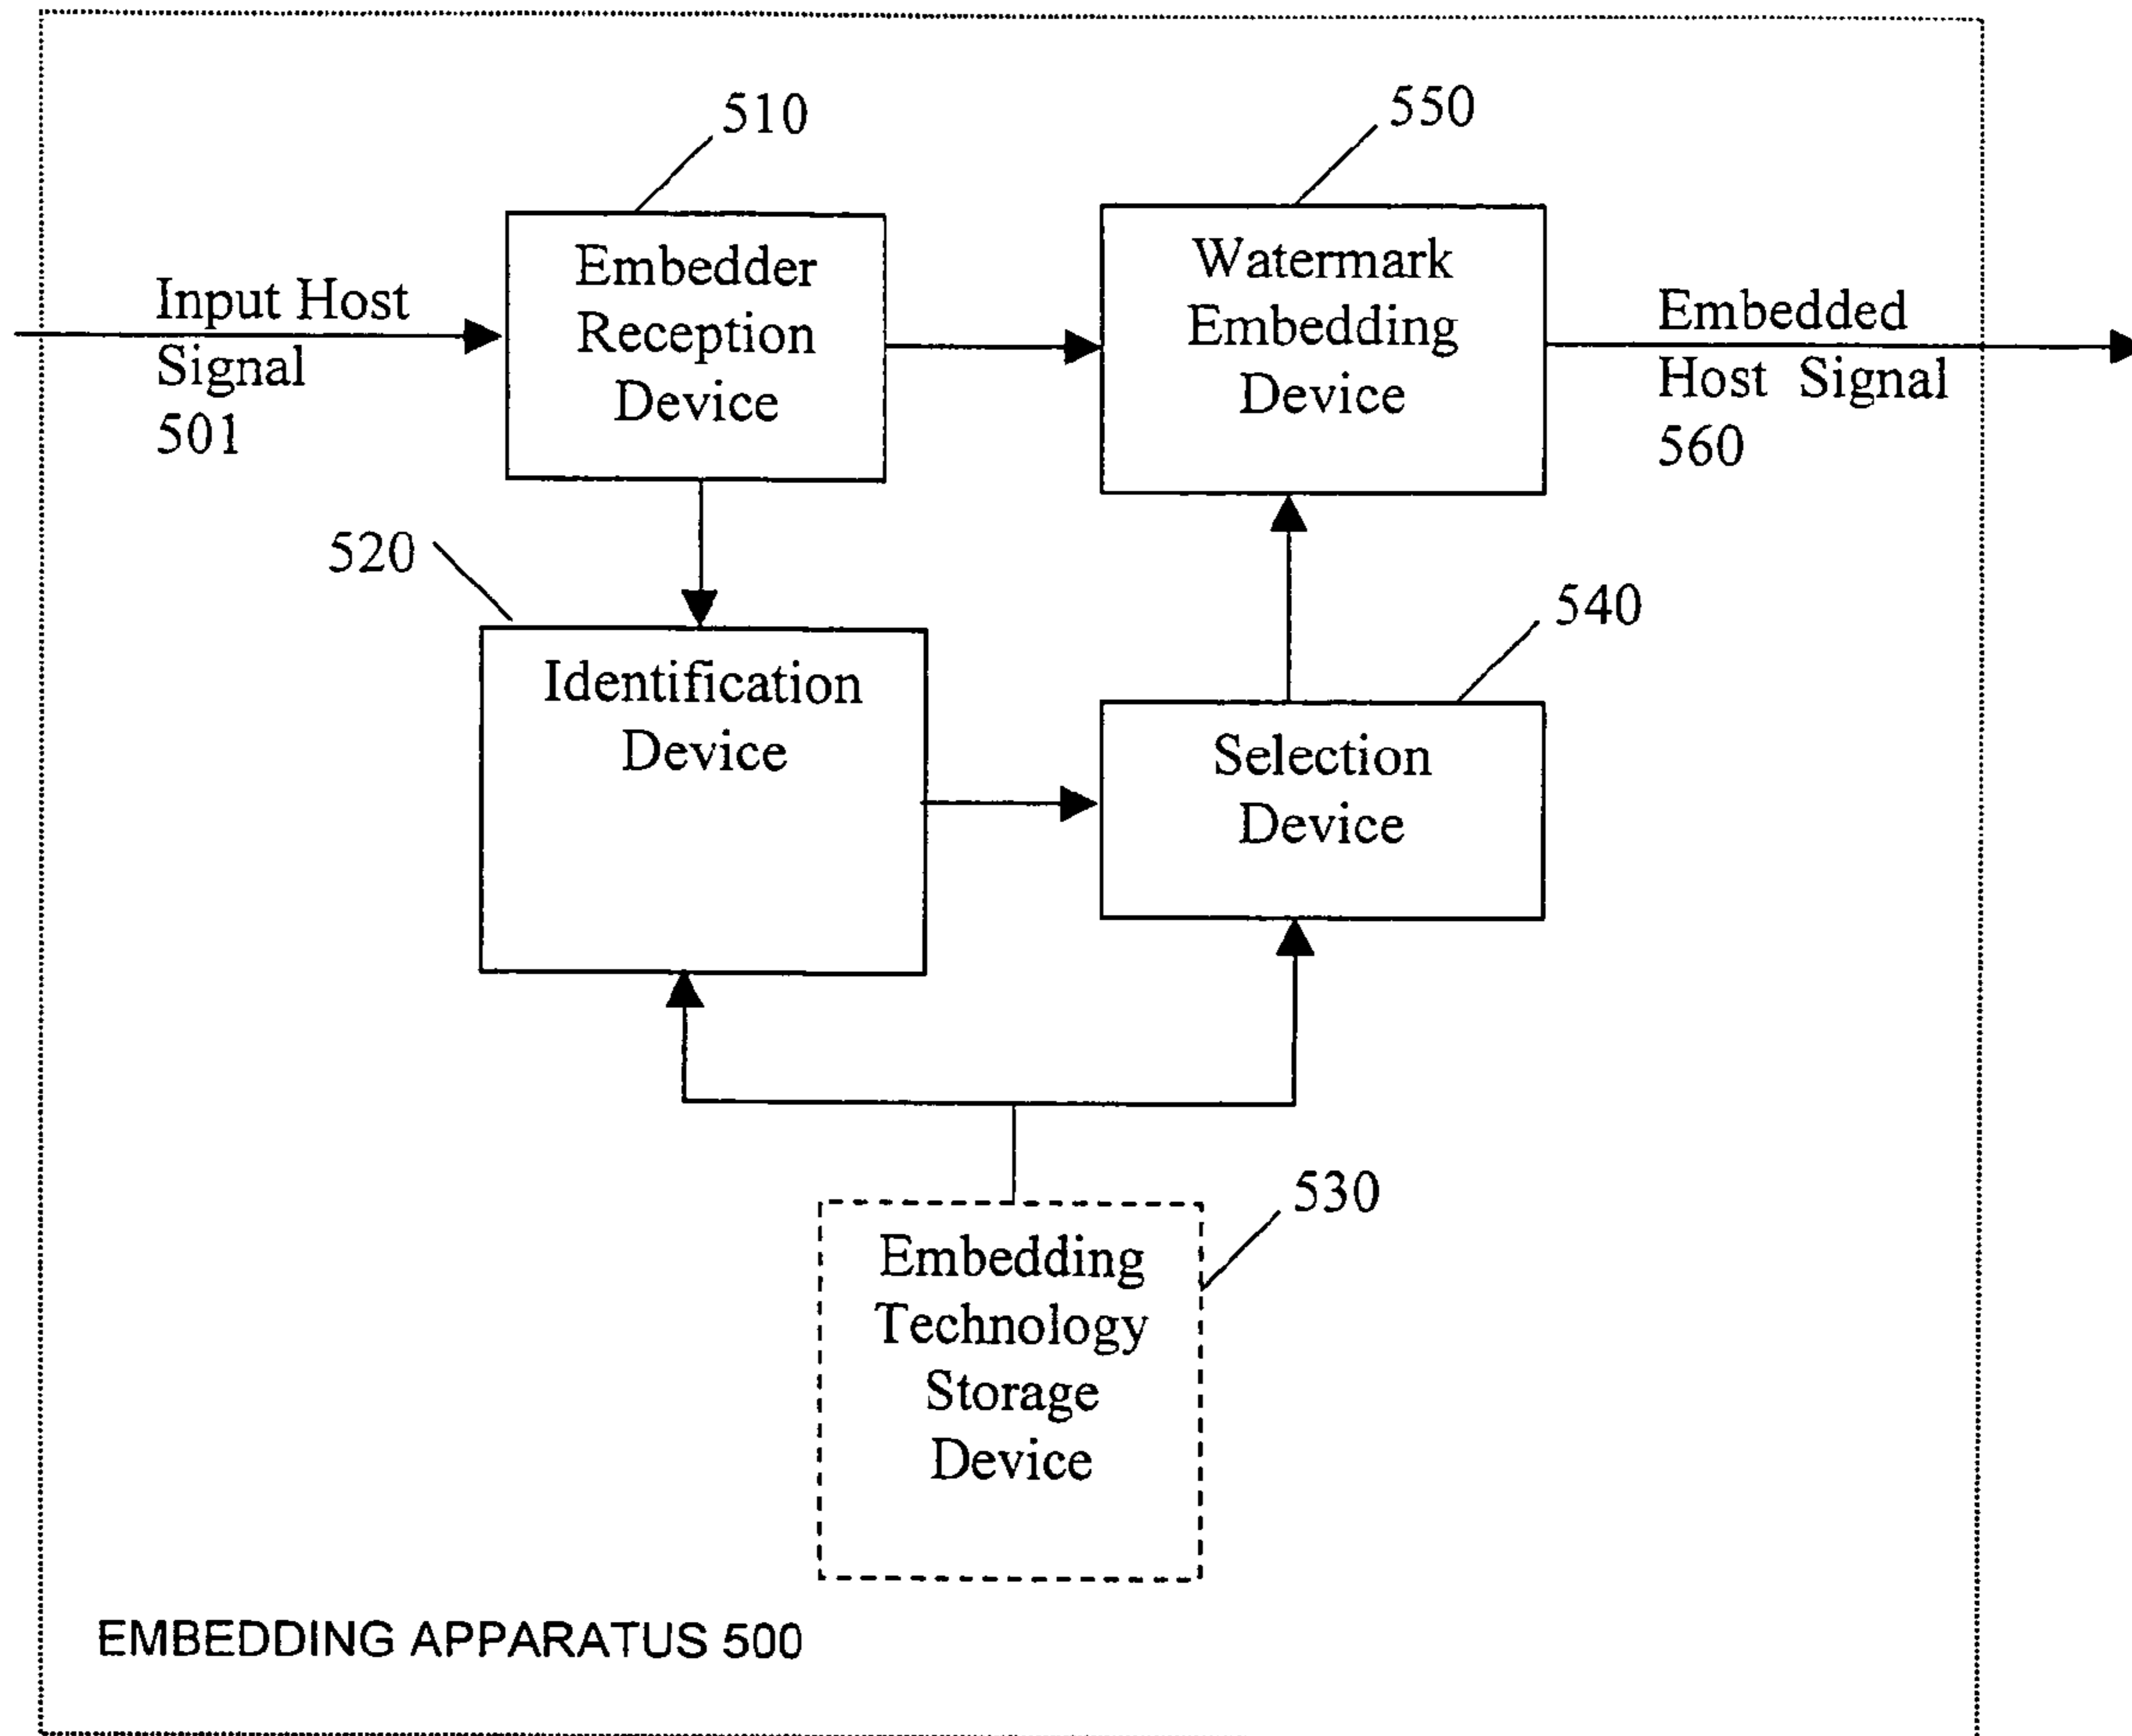 510
550
Embedder
Reception
Device
Watermark
Embedding
Device
Input Host
Signal
501
Embedded
Host Signal
560
520
540
Identification
Device
Selection
Device
530
Embedding
Technology
Storage
Device
EMBEDDING APPARATUS 500